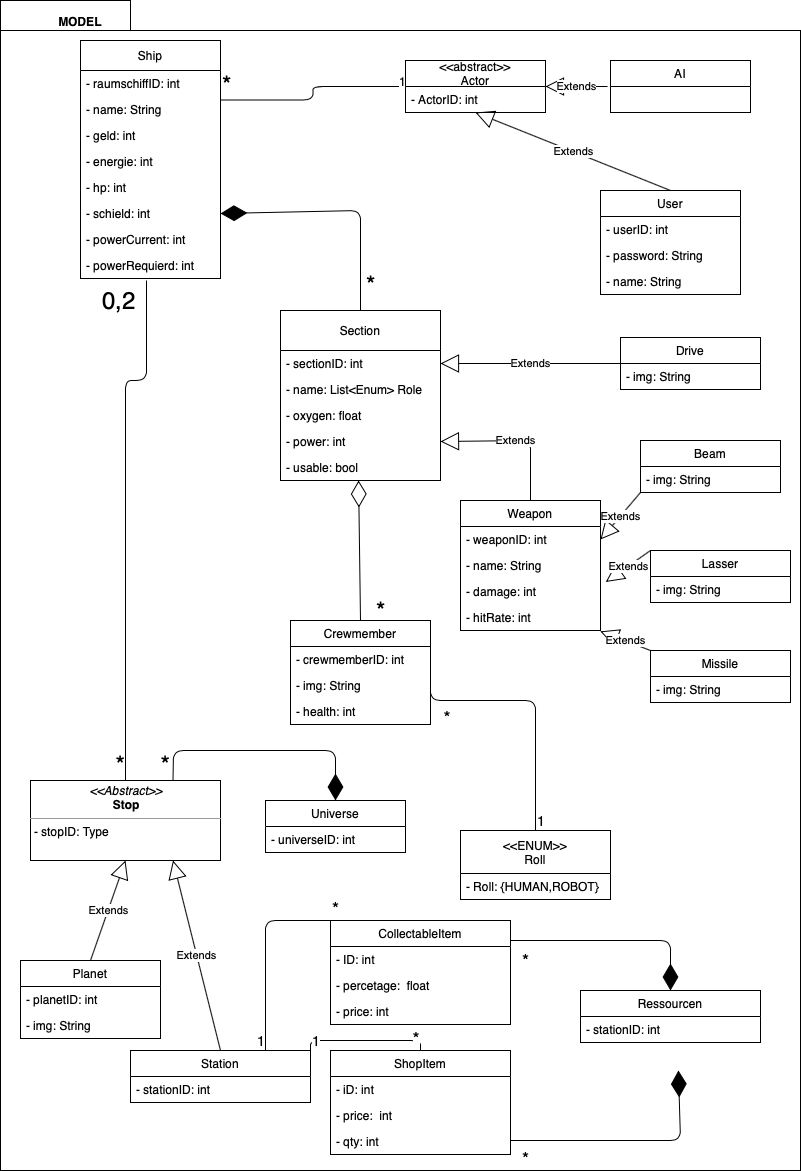 MODEL
Ship
- raumschiffID: int
- name: String
- geld: int
- energie: int
- hp: int
- schield: int
- powerCurrent: int
- powerRequierd: int
*
1
<<abstract>>
Actor
- ActorID: int
Extends
AI
Extends
User
- userID: int
- password: String
- name: String
0,2
*
Section
- sectionID: int
- name: List<Enum> Role
- oxygen: float
- power: int
- usable: bool
Extends
Drive
- img: String
Extends
Weapon
- weaponID: int
- name: String
- damage: int
- hitRate: int
Beam
- img: String
Extends
Extends
Lasser
- img: String
Extends
Missile
- img: String
*
Crewmember
- crewmemberID: int
- img: String
- health: int
*
1
<<ENUM>>
Roll
- Roll: {HUMAN,ROBOT}
*
*
<<Abstract>>
Stop
- stopID: Type
Universe
- universeID: int
Extends
Extends
Planet
- planetID: int
- img: String
Station
- stationID: int
1
*
CollectableItem
- ID: int
- percetage:  float
- price: int
*
1
*
ShopItem
- iD: int
- price:  int
- qty: int
*
Ressourcen
- stationID: int